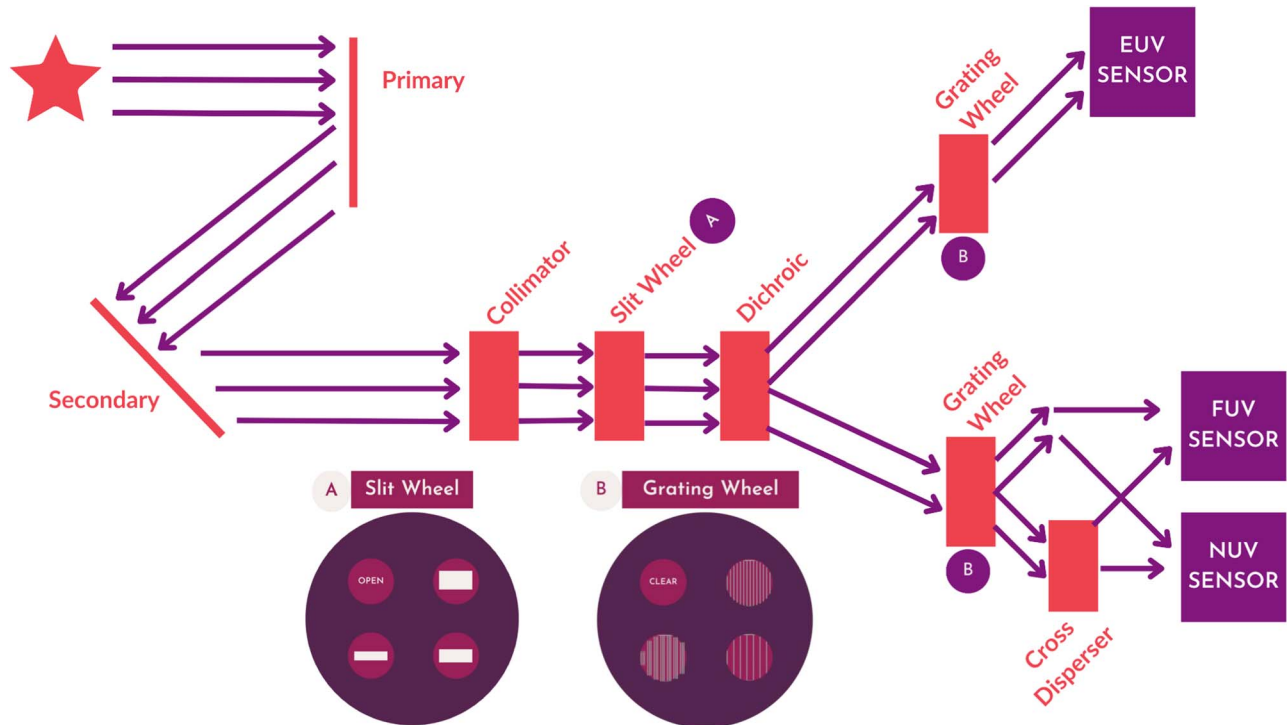 Primary
Secondary
Collimator
Slit Wheel
A
Dichroic
Grating
Wheel
B
EUV
SENSOR
Grating
Wheel
B
Cross
Disperser
FUV
SENSOR
NUV
SENSOR
A
Slit Wheel
OPEN
B
Grating Wheel
CLEAR